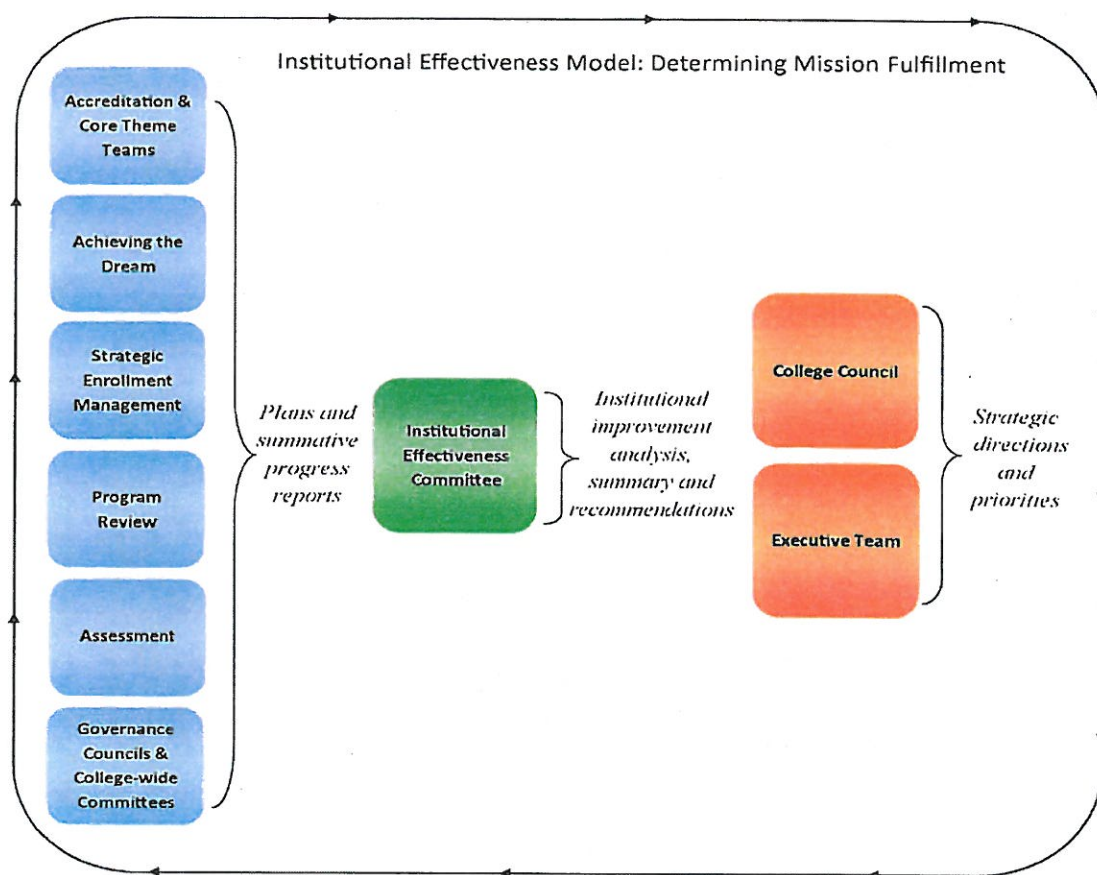 Institutional Effectiveness Model: Determining Mission Fulfillment
Accreditation &
Core Theme
Teams
Achieving the
Dream
Strategic
Enrollment
Management
Program
Review
Assessment
Governance
Councils &
College-wide
Committees
Plans and
summative
progress
reports
Institutional
Effectiveness
Committee
Institutional
improvement
analysis,
summary and
recommendations
College Council
Executive Team
Strategic
directions
and
priorities